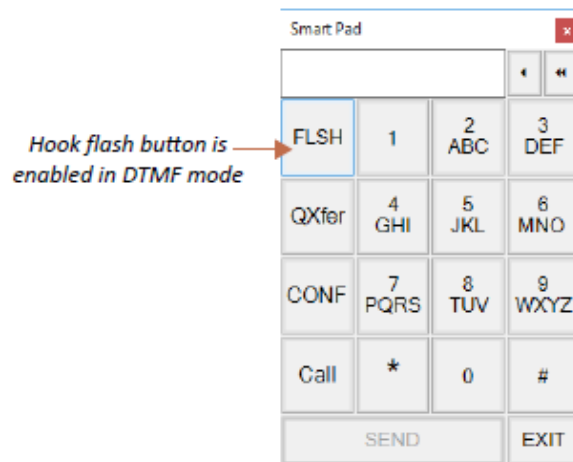 Smart Pad
x
Hook flash button is
enabled in DTMF mode
FLSH
1
2
ABC
3
DEF
QXfer
4
GHI
5
JKL
6
MNO
CONF
7
PQRS
8
TUV
9
WXYZ
Call
*
0
#
SEND
EXIT